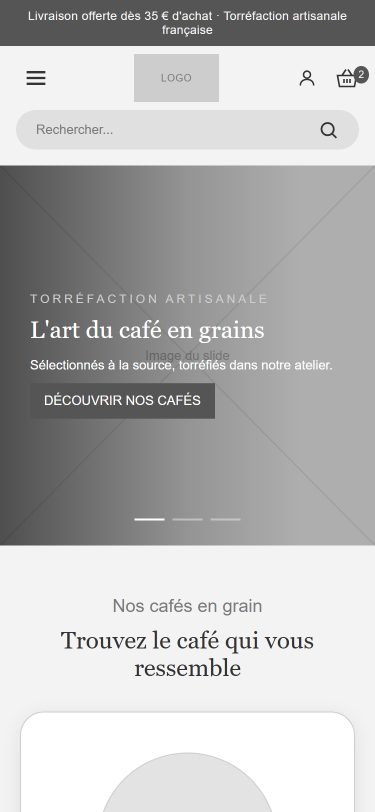 Livraison offerte dès 35 € d'achat · Torréfaction artisanale
française
LOGO
2
Rechercher...
TORRÉFACTION ARTISANALE
L'art du café en grains
Image du slide
Sélectionnés à la source, torréfiés dans notre atelier.
DÉCOUVRIR NOS CAFÉS
Nos cafés en grain
Trouvez le café qui vous
ressemble